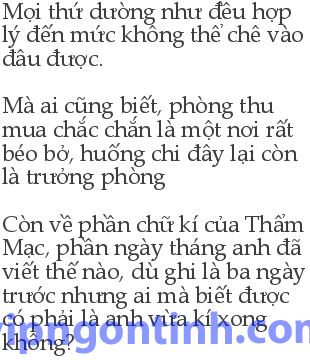 Mọi thứ dường như đều hợp
lý đến mức không thể chê vào
đâu được.
Mà ai cũng biết, phòng thu
mua chắc chắn là một nơi rất
béo bở, huống chi đây lại còn
là trưởng phòng
Còn về phần chữ kí của Thẩm
Mạc, phần ngày tháng anh đã
viết thế nào, dù ghi là ba ngày
trước nhưng ai mà biết được
có phải là anh vừa kí xong
không?
vipngontinh.com